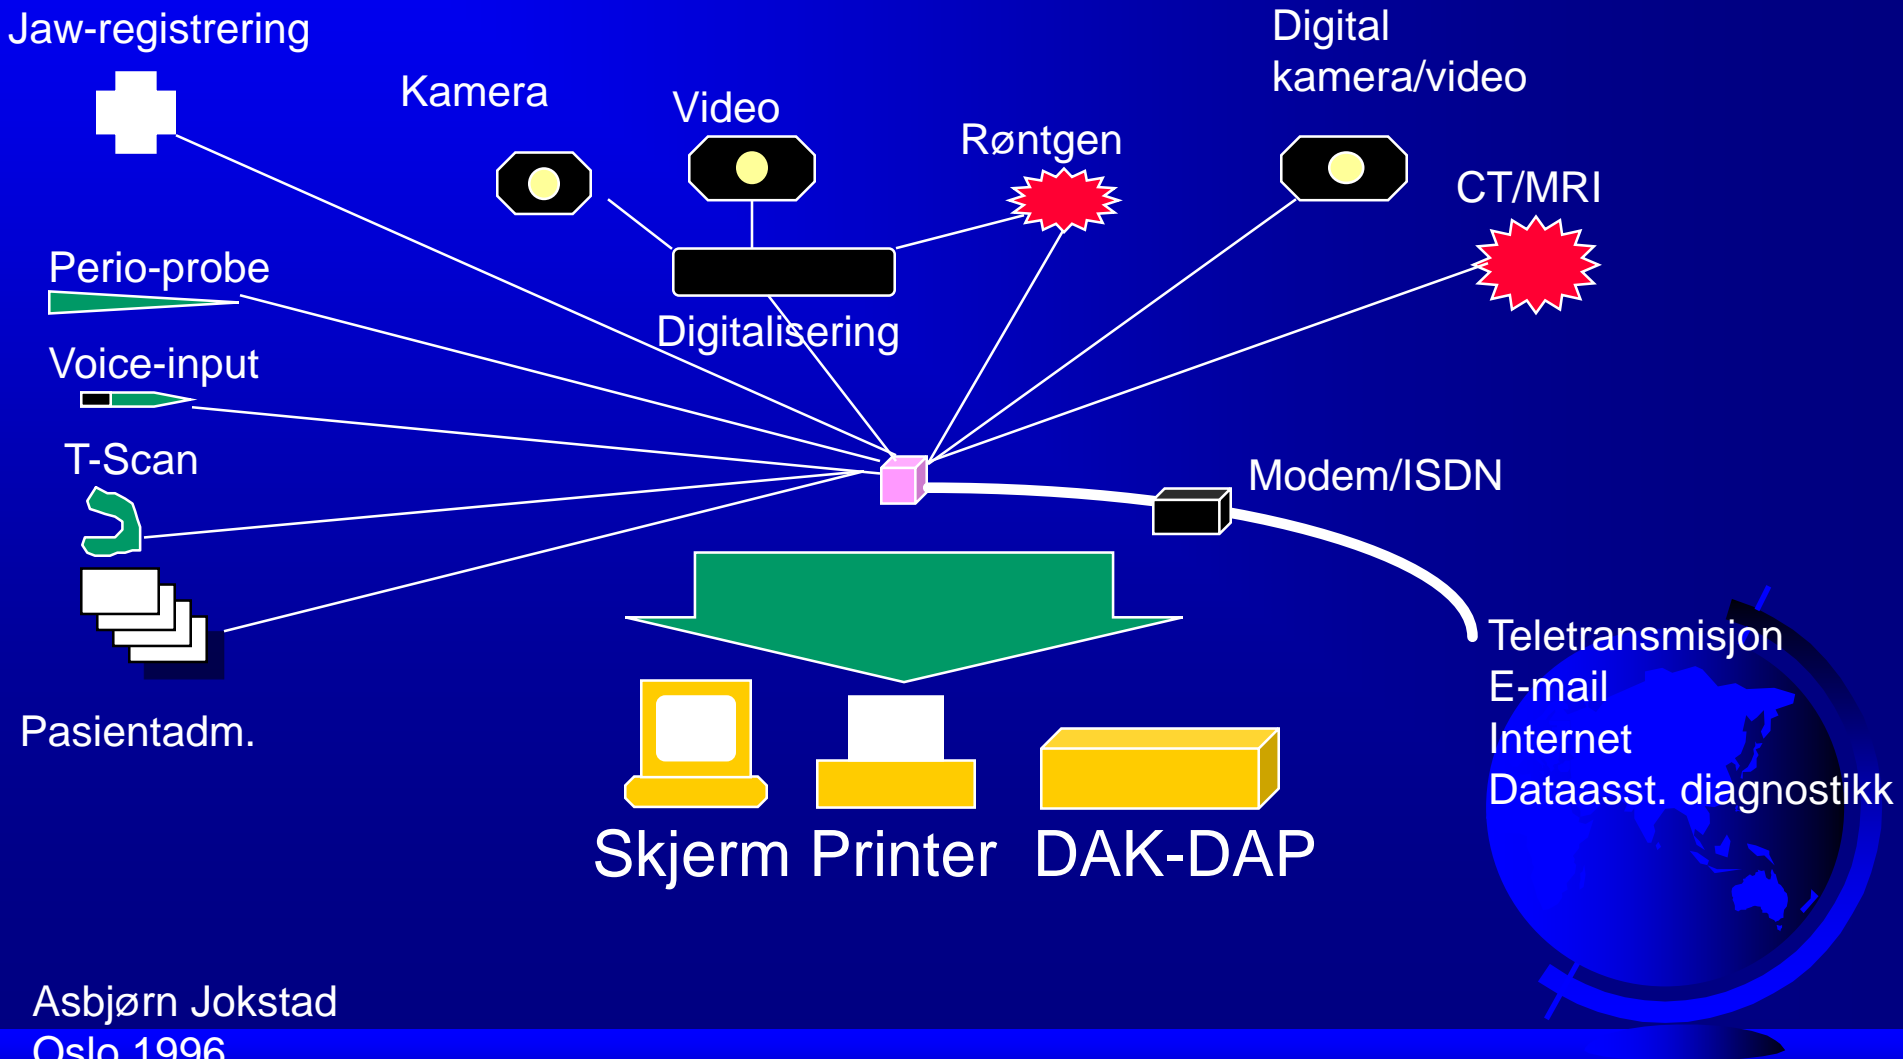 Jaw-registrering
Kamera
Video
Røntgen
Digital
kamera/video
CT/MRI
Perio-probe
Digitalisering
Voice-input
T-Scan
Modem/ISDN
Pasientadm.
Teletransmisjon
E-mail
Internet
Dataasst. diagnostikk
Skjerm Printer DAK-DAP
Asbjørn Jokstad
Oslo 1996